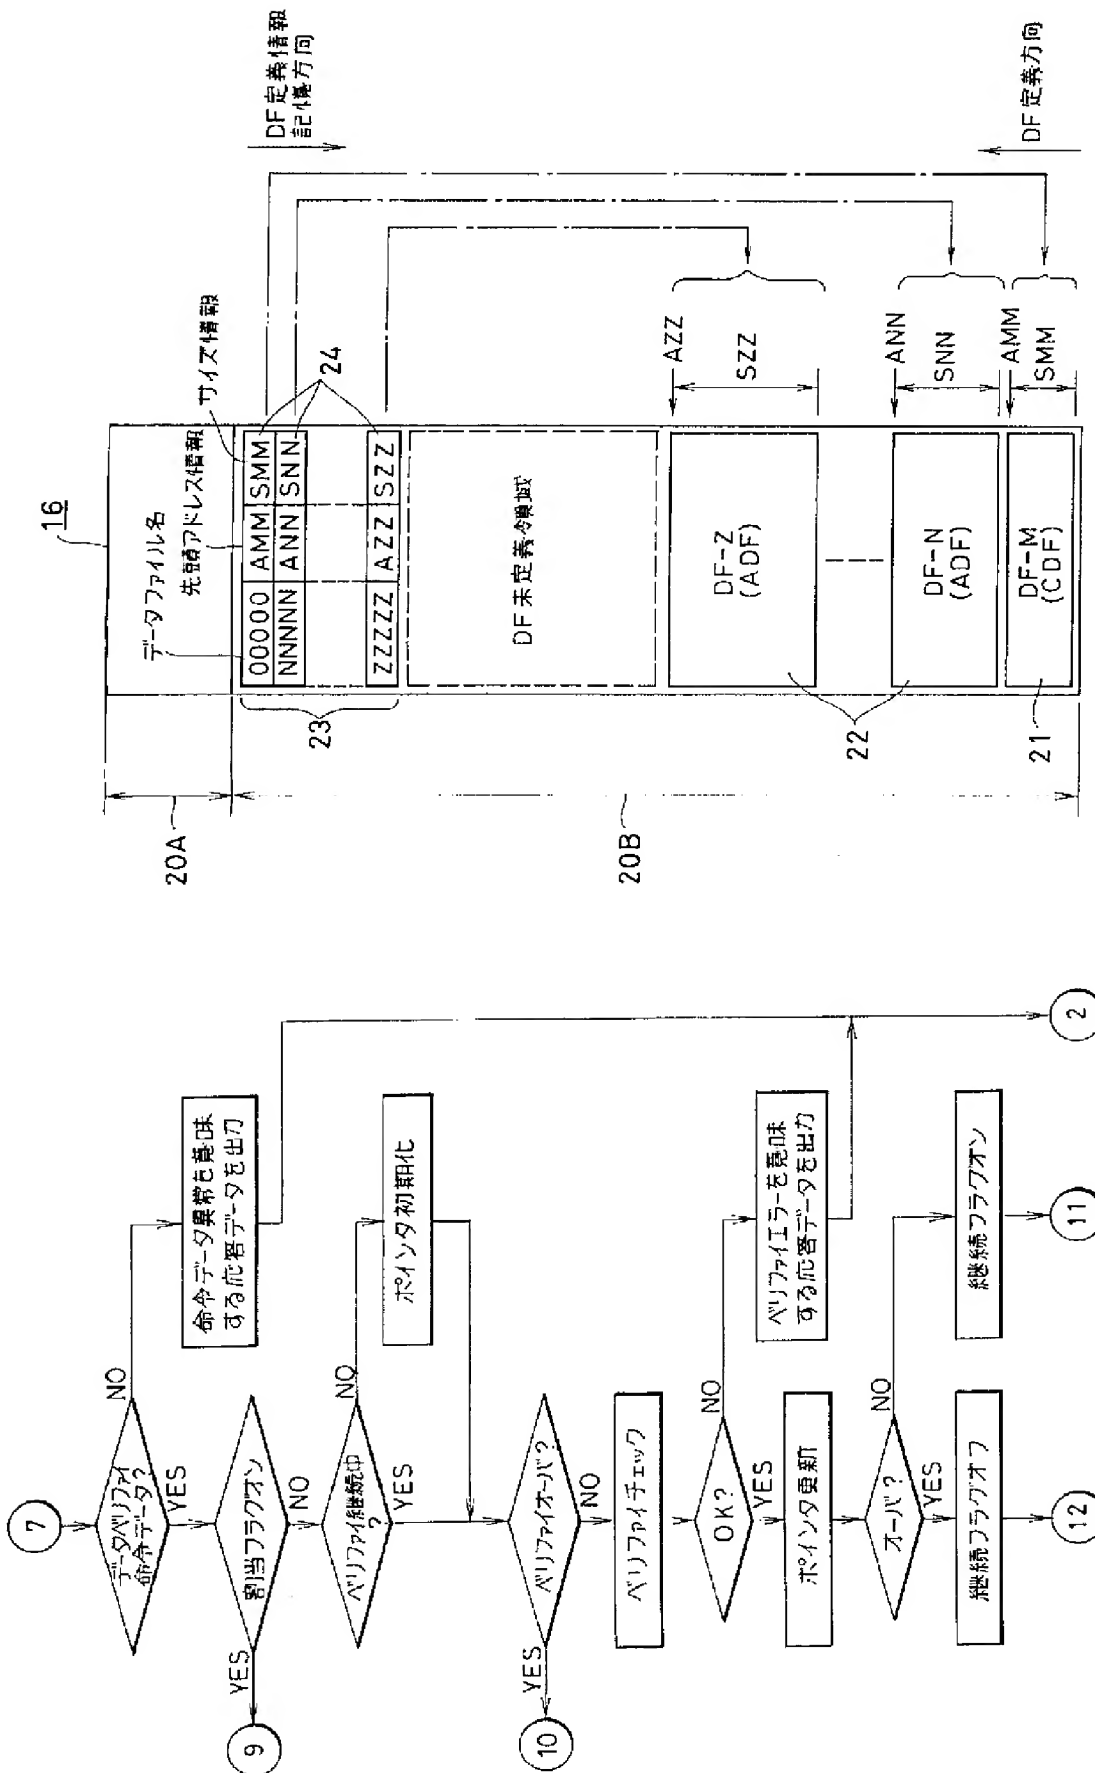 16
データファイル名
先頭アドレス情報
サイズ情報
20A
00000 AMM SMM
NNNNN ANN SNN
ZZZZZ AZZ SZZ
23
24
DF定義情報
記憶方向
DF未定義領域
20B
DF-Z
(ADF)
AZZ
SZZ
22
DF-N
(ADF)
ANN
SNN
21
DF-M
(CDF)
AMM
SMM
DF定義方向
7
データベリファイ
命令データ?
NO
YES
命令データ異常を意味
する応答データを出力
割当フラグオン
YES
9
NO
ベリファイ継続中
?
NO
YES
ポインタ初期化
ベリファイオーバ?
YES
10
NO
ベリファイチェック
OK?
NO
YES
ベリファイエラーを意味
する応答データを出力
2
ポインタ更新
オーバ?
NO
YES
継続フラグオン
11
継続フラグオフ
12